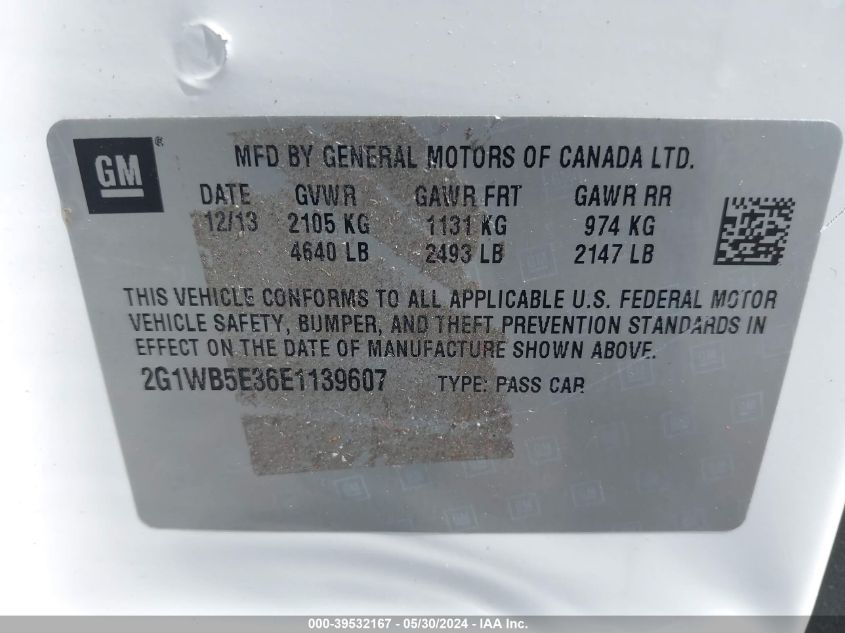 GM ®
MFD BY GENERAL MOTORS OF CANADA LTD.
DATE GVWR GAWR FRT GAWR RR
12/13 2105 KG 1131 KG 974 KG
4640 LB 2493 LB 2147 LB
THIS VEHICLE CONFORMS TO ALL APPLICABLE U.S. FEDERAL MOTOR
VEHICLE SAFETY, BUMPER, AND THEFT PREVENTION STANDARDS IN
EFFECT ON THE DATE OF MANUFACTURE SHOWN ABOVE.
2G1WB5E36E1139607 TYPE: PASS CAR
000-39532167 - 05/30/2024 - IAA Inc.